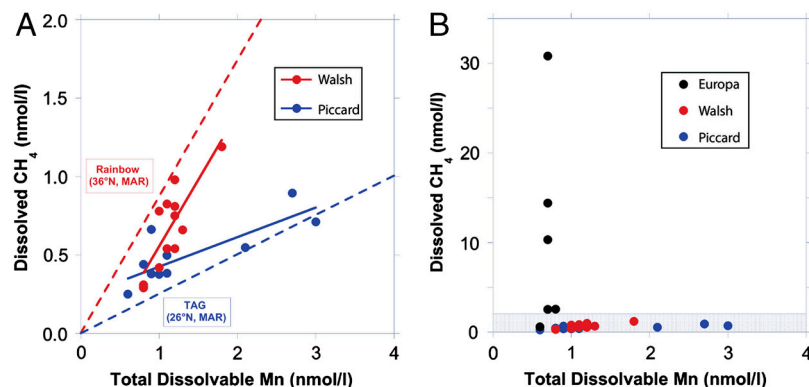 A
2.0
1.5
1.0
0.5
0.0
0
1
2
3
4
Dissolved CH4 (nmol/l)
Total Dissolvable Mn (nmol/l)
Walsh
Piccard
Rainbow
(36°N, MAR)
TAG
(26°N, MAR)
B
30
20
10
0
0
1
2
3
4
Dissolved CH4 (nmol/l)
Total Dissolvable Mn (nmol/l)
Europa
Walsh
Piccard